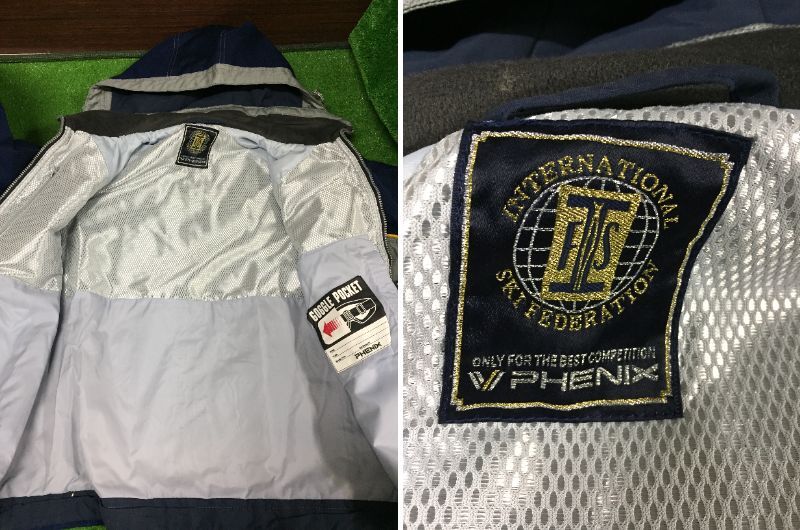 GOGGLE POCKET
PHENIX
INTERNATIONAL
FIS
SKI FEDERATION
ONLY FOR THE BEST COMPETITION
PHENIX